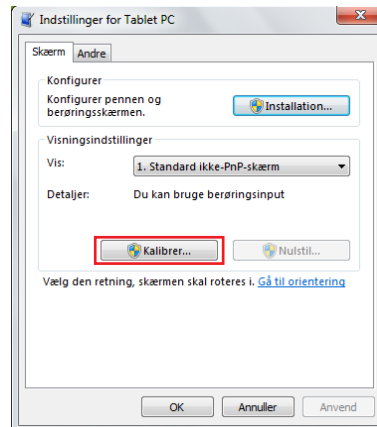 Indstillinger for Tablet PC
Skærm Andre
Konfigurer
Konfigurer pennen og
berøringsskærmen.
Installation...
Visningsindstillinger
Vis:
1. Standard ikke-PnP-skærm
Detaljer:
Du kan bruge berøringsinput
Kalibrer...
Nulstil...
Vælg den retning, skærmen skal roteres i. Gå til orientering
OK
Annuller
Anvend